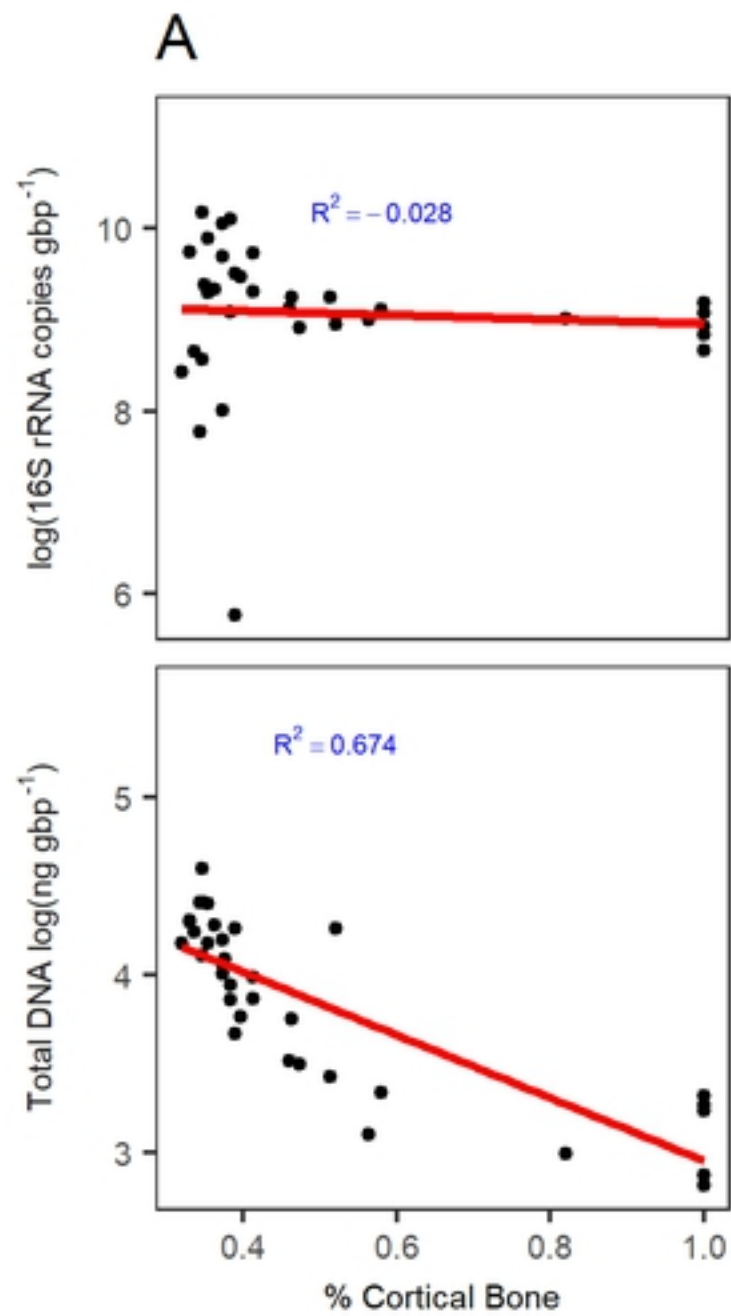 A
log(16S rRNA copies gbp⁻¹)
10
8
6
R² = −0.028
Total DNA log(ng gbp⁻¹)
5
4
3
R² = 0.674
0.4 0.6 0.8 1.0
% Cortical Bone